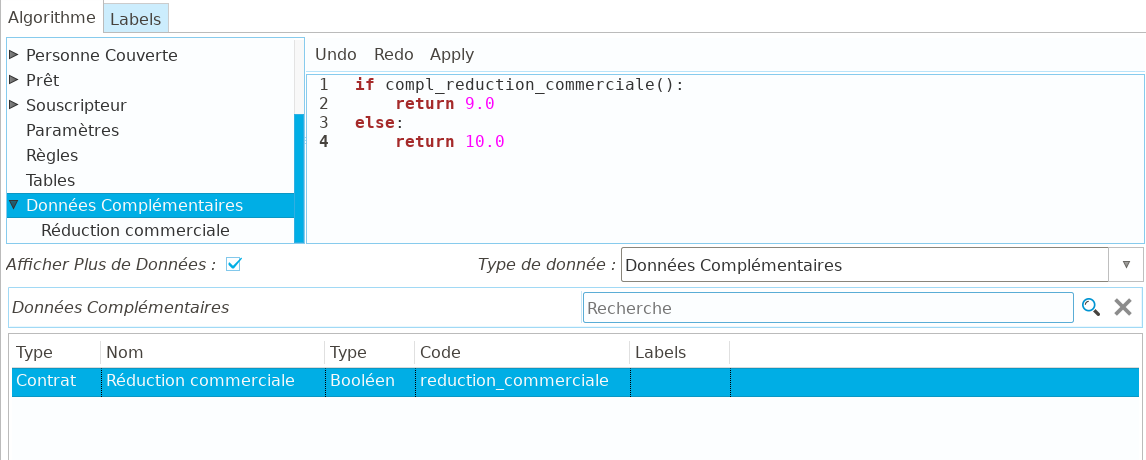 Algorithme Labels
Personne Couverte
Prêt
Souscripteur
Paramètres
Règles
Tables
Données Complémentaires
Réduction commerciale
Undo Redo Apply
1 if compl_reduction_commerciale():
2 return 9.0
3 else:
4 return 10.0
Afficher Plus de Données : Type de donnée : Données Complémentaires
Données Complémentaires Recherche
Type Nom Type Code Labels
Contrat Réduction commerciale Booléen reduction_commerciale